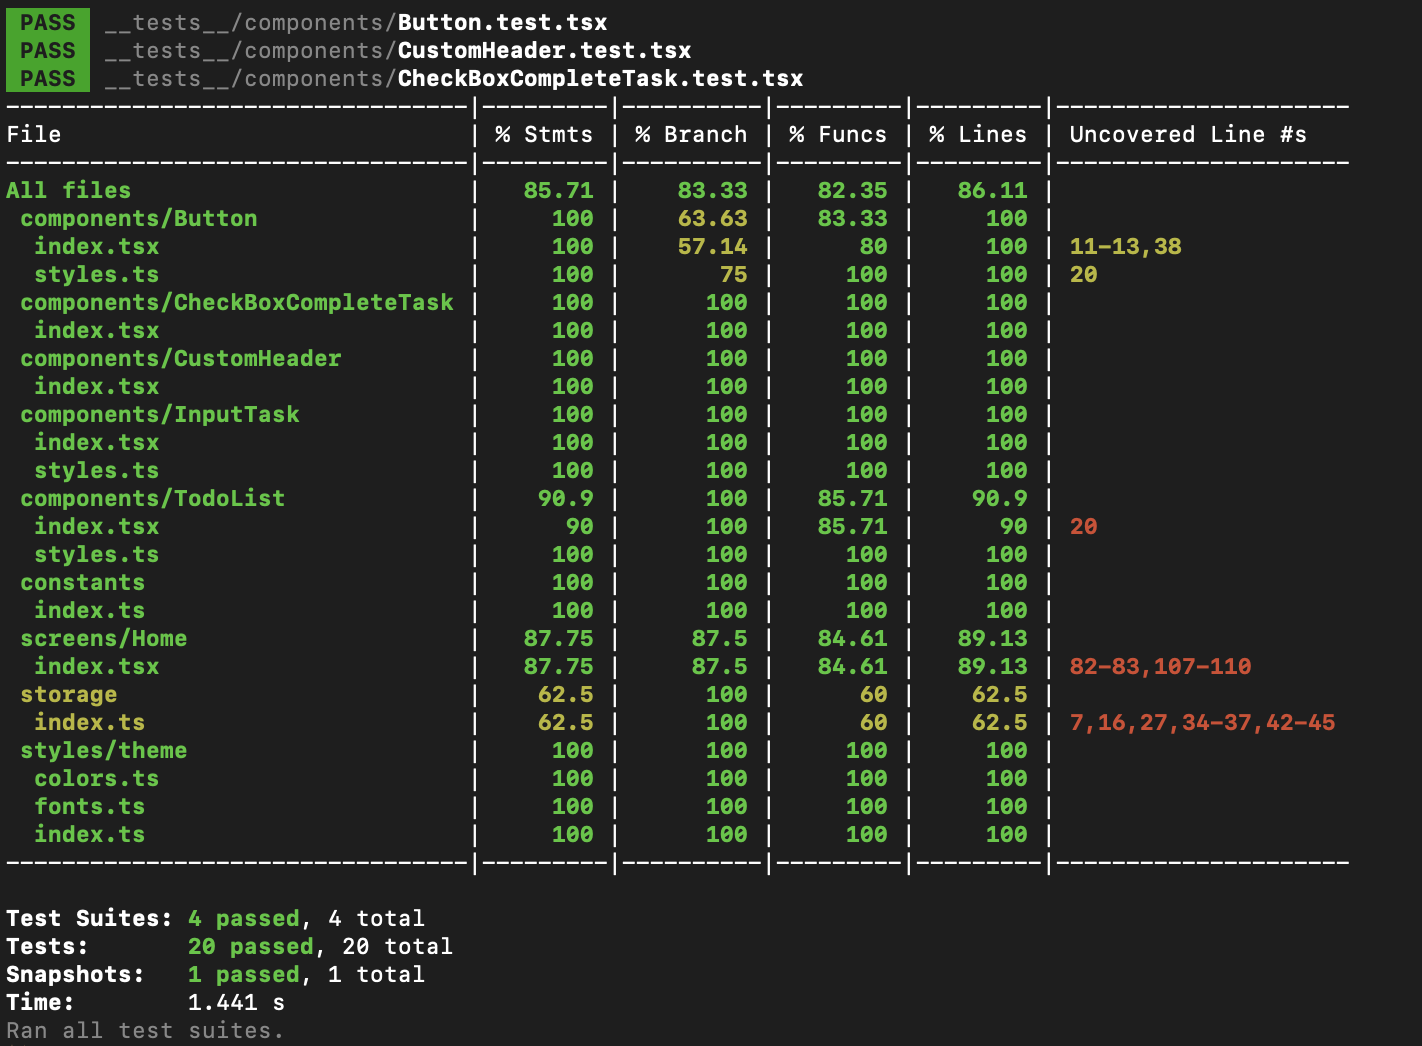 PASS __tests__/components/Button.test.tsx
PASS __tests__/components/CustomHeader.test.tsx
PASS __tests__/components/CheckBoxCompleteTask.test.tsx
---------------------------------|---------|----------|---------|---------|---------------------
File                             | % Stmts | % Branch | % Funcs | % Lines | Uncovered Line #s
---------------------------------|---------|----------|---------|---------|---------------------
All files                        |   85.71 |    83.33 |   82.35 |   86.11 |
 components/Button               |     100 |    63.63 |   83.33 |     100 |
  index.tsx                      |     100 |    57.14 |      80 |     100 | 11-13,38
  styles.ts                      |     100 |       75 |     100 |     100 | 20
 components/CheckBoxCompleteTask |     100 |      100 |     100 |     100 |
  index.tsx                      |     100 |      100 |     100 |     100 |
 components/CustomHeader         |     100 |      100 |     100 |     100 |
  index.tsx                      |     100 |      100 |     100 |     100 |
 components/InputTask            |     100 |      100 |     100 |     100 |
  index.tsx                      |     100 |      100 |     100 |     100 |
  styles.ts                      |     100 |      100 |     100 |     100 |
 components/TodoList             |    90.9 |      100 |   85.71 |    90.9 |
  index.tsx                      |      90 |      100 |   85.71 |      90 | 20
  styles.ts                      |     100 |      100 |     100 |     100 |
 constants                       |     100 |      100 |     100 |     100 |
  index.ts                       |     100 |      100 |     100 |     100 |
 screens/Home                    |   87.75 |     87.5 |   84.61 |   89.13 |
  index.tsx                      |   87.75 |     87.5 |   84.61 |   89.13 | 82-83,107-110
 storage                         |    62.5 |      100 |      60 |    62.5 |
  index.ts                       |    62.5 |      100 |      60 |    62.5 | 7,16,27,34-37,42-45
 styles/theme                    |     100 |      100 |     100 |     100 |
  colors.ts                      |     100 |      100 |     100 |     100 |
  fonts.ts                       |     100 |      100 |     100 |     100 |
  index.ts                       |     100 |      100 |     100 |     100 |
---------------------------------|---------|----------|---------|---------|---------------------
Test Suites: 4 passed, 4 total
Tests:       20 passed, 20 total
Snapshots:   1 passed, 1 total
Time:        1.441 s
Ran all test suites.